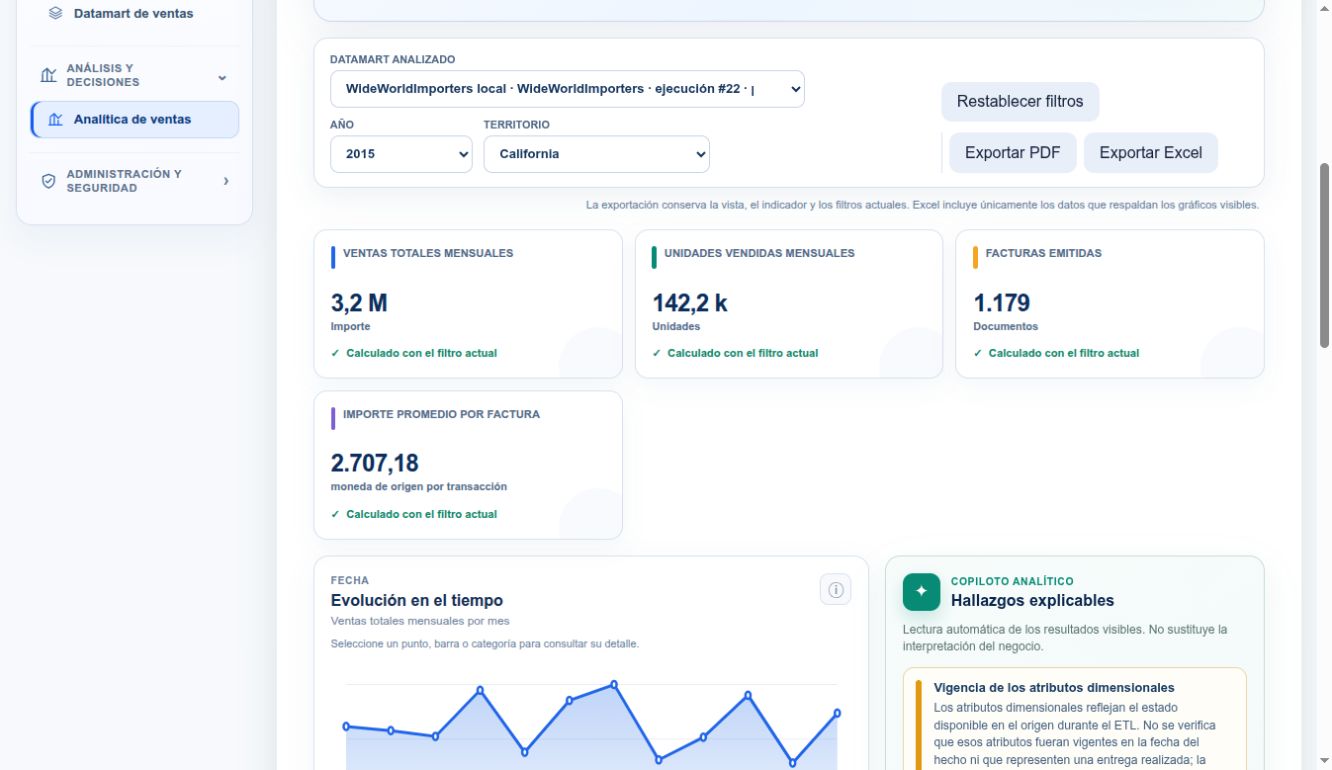 Datamart de ventas
ANÁLISIS Y
DECISIONES
Analítica de ventas
ADMINISTRACIÓN Y
SEGURIDAD
DATAMART ANALIZADO
WideWorldImporters local · WideWorldImporters · ejecución #22 ·
AÑO
TERRITORIO
2015
California
Restablecer filtros
Exportar PDF
Exportar Excel
La exportación conserva la vista, el indicador y los filtros actuales. Excel incluye únicamente los datos que respaldan los gráficos visibles.
VENTAS TOTALES MENSUALES
3,2 M
Importe
✓ Calculado con el filtro actual
UNIDADES VENDIDAS MENSUALES
142,2 k
Unidades
✓ Calculado con el filtro actual
FACTURAS EMITIDAS
1.179
Documentos
✓ Calculado con el filtro actual
IMPORTE PROMEDIO POR FACTURA
2.707,18
moneda de origen por transacción
✓ Calculado con el filtro actual
FECHA
Evolución en el tiempo
Ventas totales mensuales por mes
Seleccione un punto, barra o categoría para consultar su detalle.
COPILOTO ANALÍTICO
Hallazgos explicables
Lectura automática de los resultados visibles. No sustituye la
interpretación del negocio.
Vigencia de los atributos dimensionales
Los atributos dimensionales reflejan el estado
disponible en el origen durante el ETL. No se verifica
que esos atributos fueran vigentes en la fecha del
hecho ni que representen una entrega realizada; la